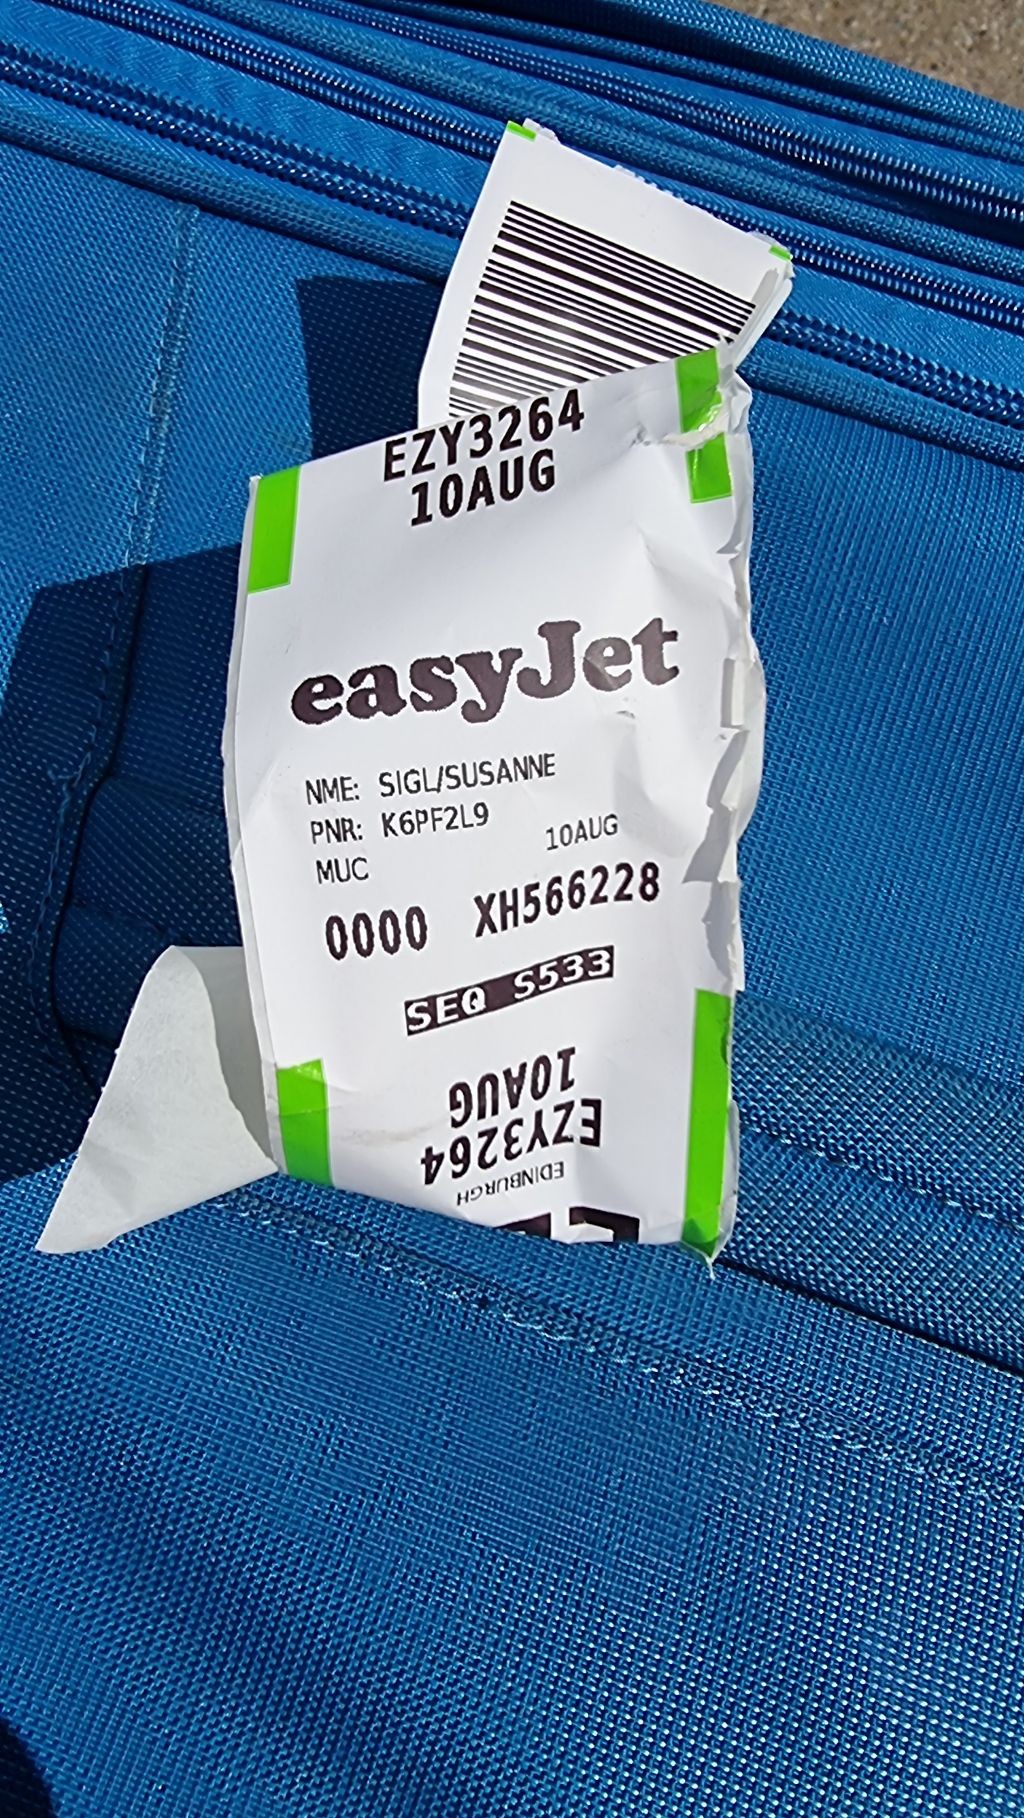 EZY3264
10AUG
easyJet
NME: SIGL/SUSANNE
PNR: K6PF2L9
MUC 10AUG
0000 XH566228
SEQ S533
10AUG
EZY3264
EDINBURGH